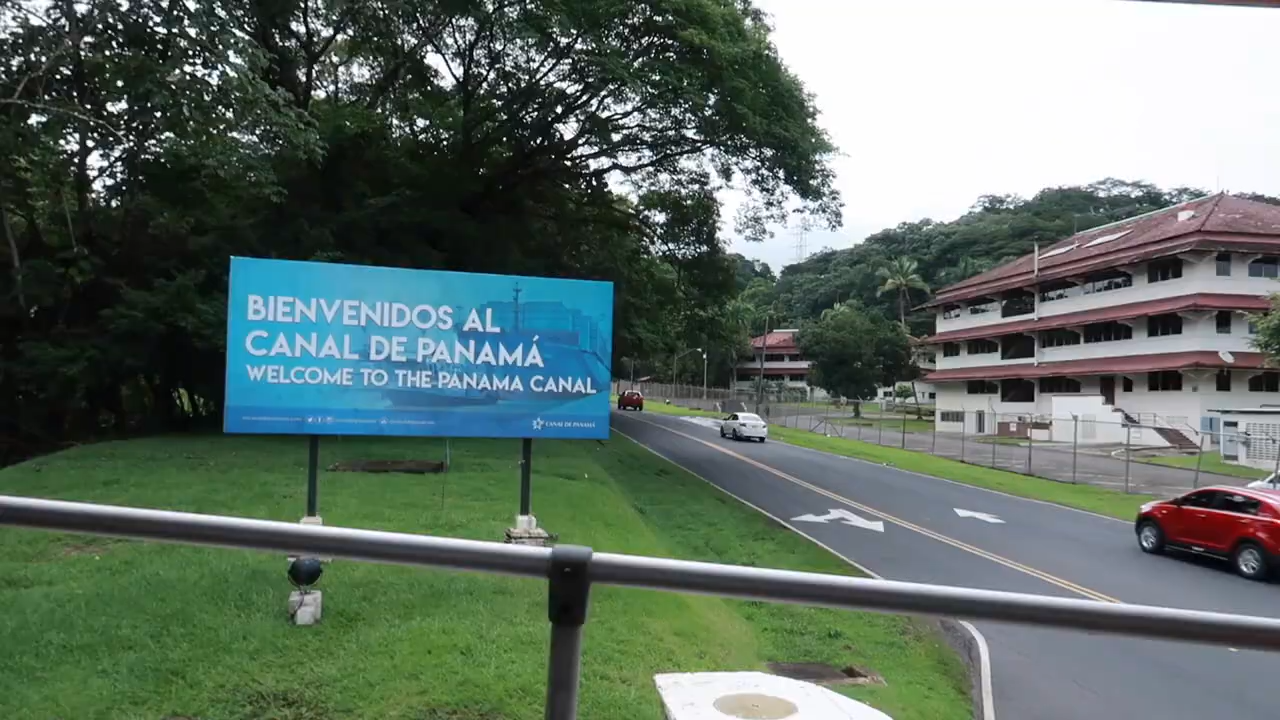 BIENVENIDOS AL
CANAL DE PANAMÁ
WELCOME TO THE PANAMA CANAL
CANAL DE PANAMÁ